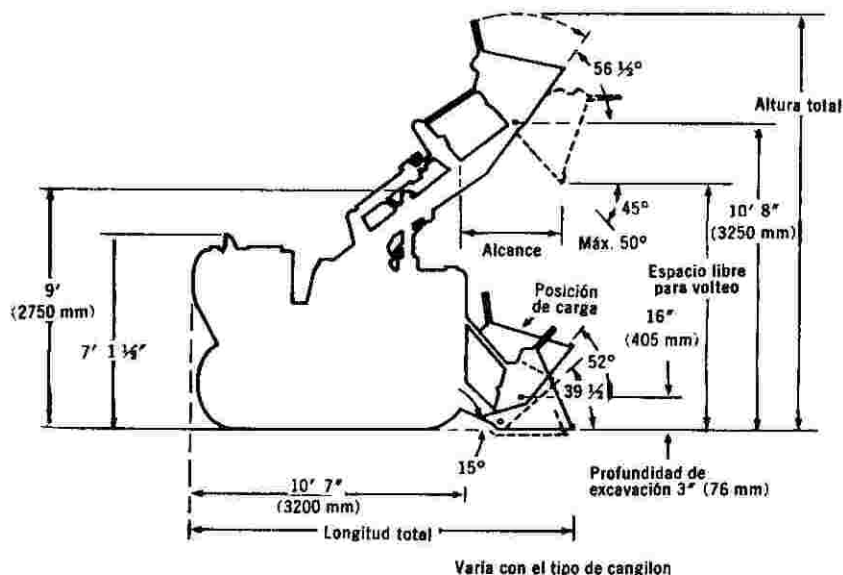 56 ½°
Altura total
45°
Máx. 50°
10' 8"
(3250 mm)
Alcance
9'
(2750 mm)
7' 1 ½"
Espacio libre
para volteo
Posición
de carga
16"
(405 mm)
52°
39 ½
15°
Profundidad de
excavación 3" (76 mm)
10' 7"
(3200 mm)
Longitud total
Varía con el tipo de cangilon